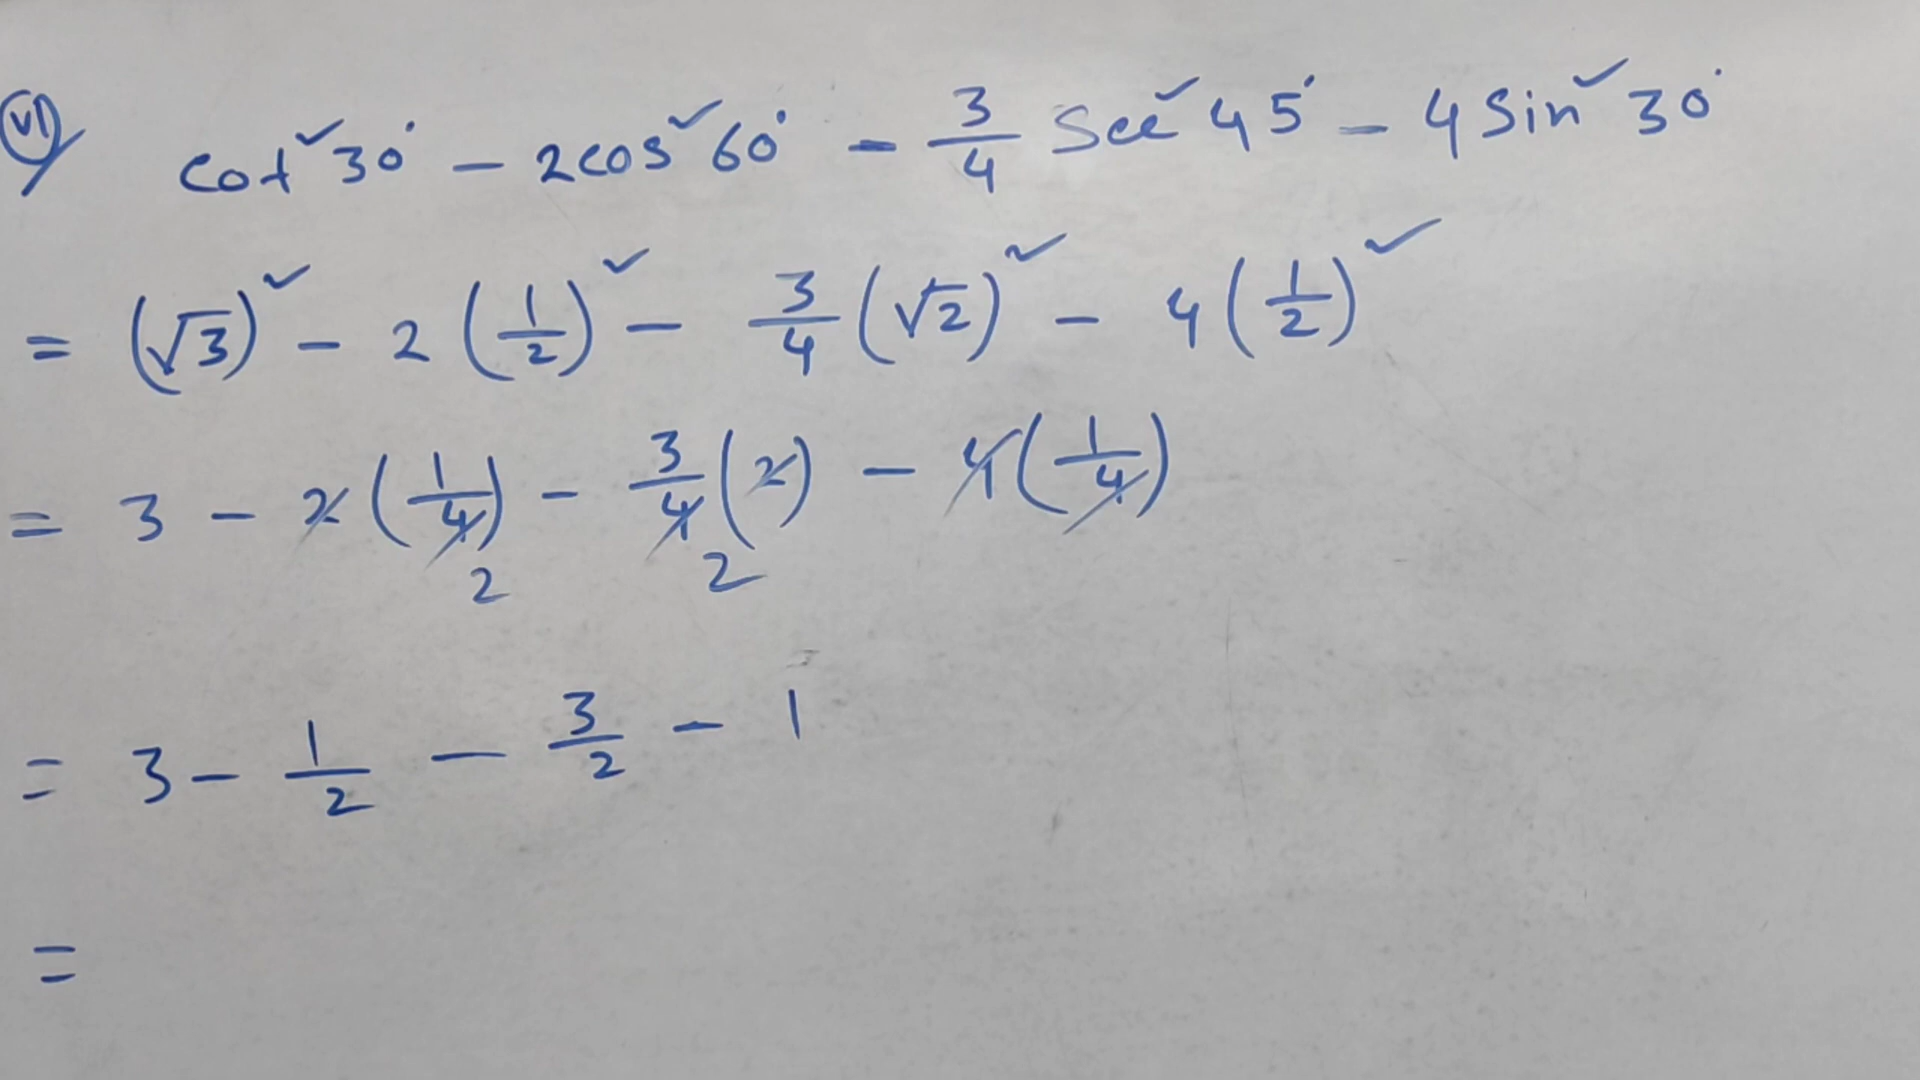 (vi) cot²30° - 2cos²60° - 3/4 sec²45° - 4sin²30°
= (√3)² - 2(1/2)² - 3/4(√2)² - 4(1/2)²
= 3 - 2(1/4) - 3/4(2) - 4(1/4)
2 2
= 3 - 1/2 - 3/2 - 1
=